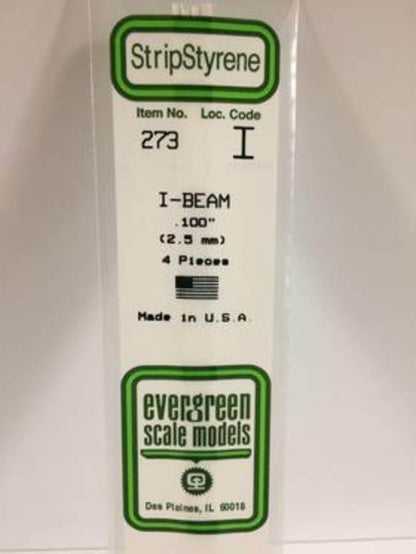 StripStyrene
Item No. Loc. Code
273 I
I-BEAM
.100"
(2.5 mm)
4 Pieces
Made in U.S.A.
evergreen
scale models
Des Plaines, IL 60018